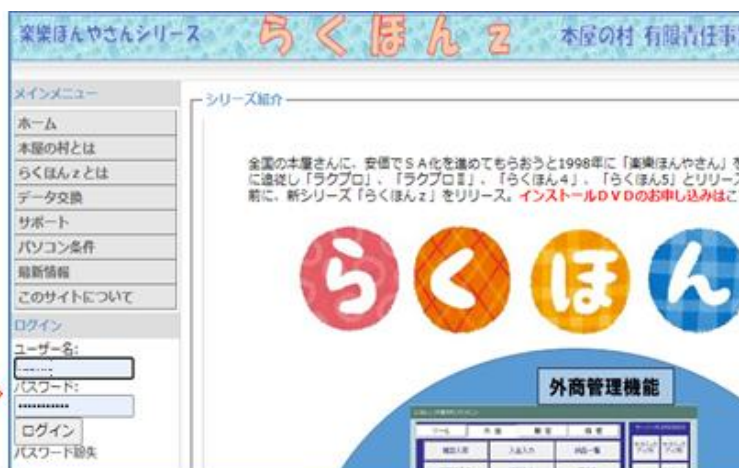 楽樂ほんやさんシリーズ
らくほんz
本屋の村 有限責任事
メインメニュー
ホーム
本屋の村とは
らくほんzとは
データ交換
サポート
パソコン条件
最新情報
このサイトについて
ログイン
ユーザー名:
パスワード:
ログイン
パスワード紛失
シリーズ紹介
全国の本屋さんに、安価でSA化を進めてもらおうと1998年に「楽樂ほんやさん」を
に追従し「ラクプロ」、「ラクプロⅡ」、「らくほん4」、「らくほん5」とリリース
前に、新シリーズ「らくほんz」をリリース。インストールDVDのお申し込みはこ
らくほん
外商管理機能